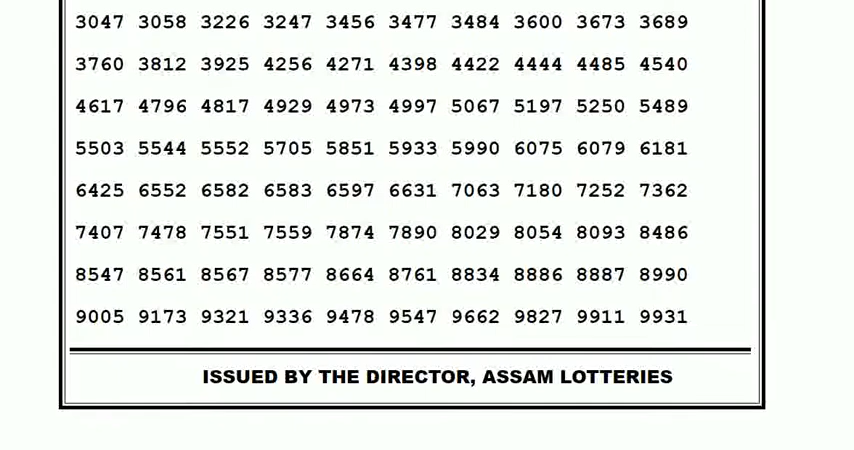 3047 3058 3226 3247 3456 3477 3484 3600 3673 3689
3760 3812 3925 4256 4271 4398 4422 4444 4485 4540
4617 4796 4817 4929 4973 4997 5067 5197 5250 5489
5503 5544 5552 5705 5851 5933 5990 6075 6079 6181
6425 6552 6582 6583 6597 6631 7063 7180 7252 7362
7407 7478 7551 7559 7874 7890 8029 8054 8093 8486
8547 8561 8567 8577 8664 8761 8834 8886 8887 8990
9005 9173 9321 9336 9478 9547 9662 9827 9911 9931
ISSUED BY THE DIRECTOR, ASSAM LOTTERIES